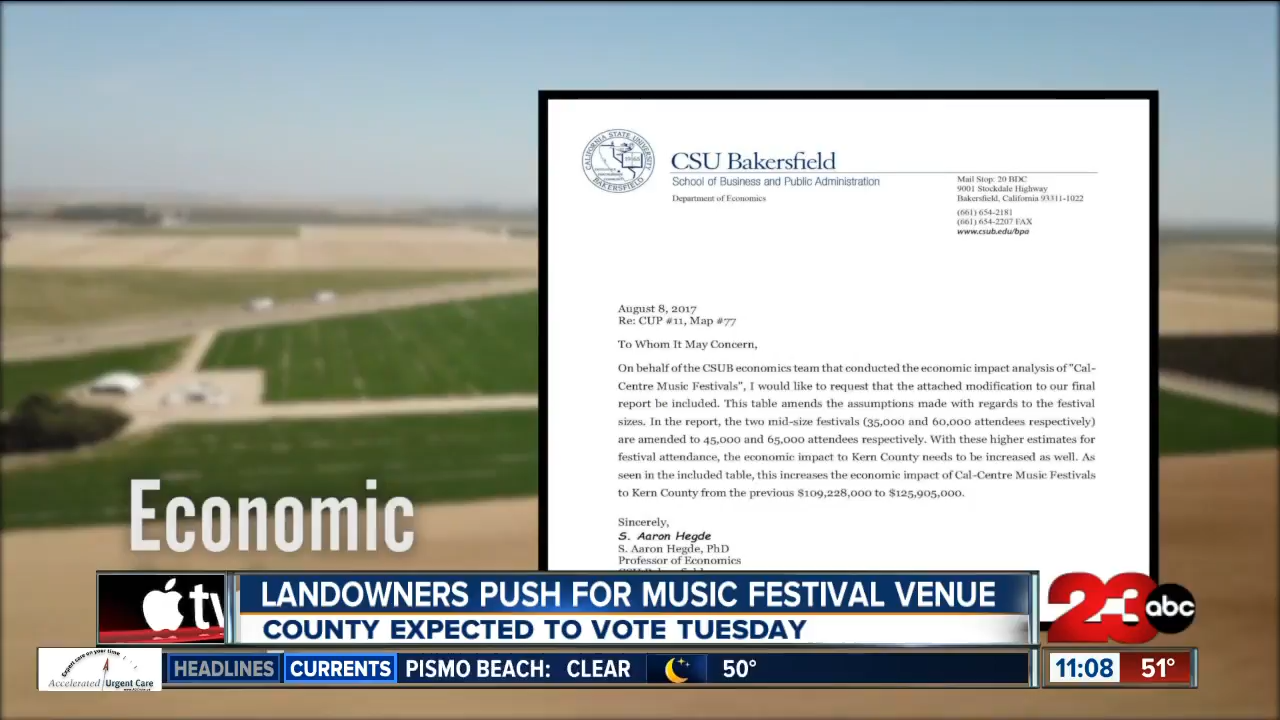 CALIFORNIA STATE UNIVERSITY
BAKERSFIELD
CSU Bakersfield
School of Business and Public Administration
Department of Economics
Mail Stop: 20 BDC
9001 Stockdale Highway
Bakersfield, California 93311-1022
(661) 654-2181
(661) 654-2207 FAX
www.csub.edu/bpa
August 8, 2017
Re: CUP #11, Map #77
To Whom It May Concern,
On behalf of the CSUB economics team that conducted the economic impact analysis of "Cal-
Centre Music Festivals", I would like to request that the attached modification to our final
report be included. This table amends the assumptions made with regards to the festival
sizes. In the report, the two mid-size festivals (35,000 and 60,000 attendees respectively)
are amended to 45,000 and 65,000 attendees respectively. With these higher estimates for
festival attendance, the economic impact to Kern County needs to be increased as well. As
seen in the included table, this increases the economic impact of Cal-Centre Music Festivals
to Kern County from the previous $109,228,000 to $125,905,000.
Sincerely,
S. Aaron Hegde
S. Aaron Hegde, PhD
Professor of Economics
Economic
tv
LANDOWNERS PUSH FOR MUSIC FESTIVAL VENUE
COUNTY EXPECTED TO VOTE TUESDAY
23 abc
Expert care on your time
Accelerated Urgent Care
HEADLINES CURRENTS PISMO BEACH: CLEAR 50°
11:08 51°